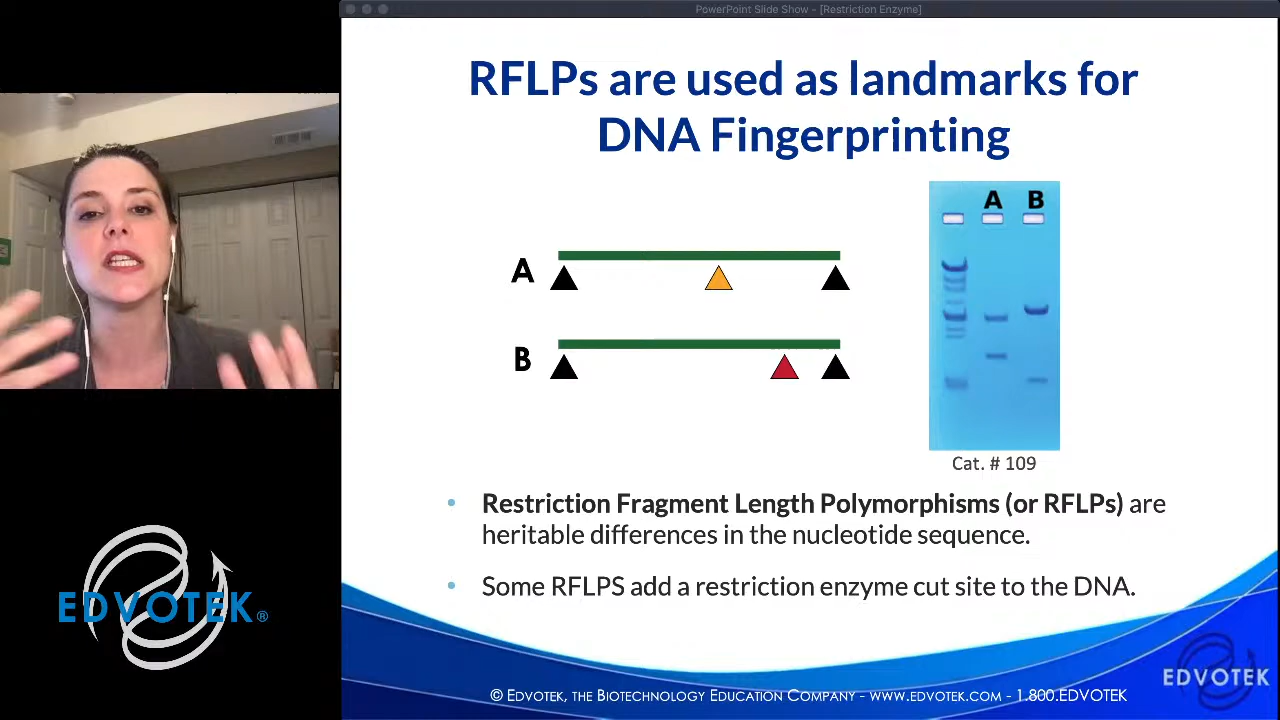 PowerPoint Slide Show - [Restriction Enzyme]
RFLPs are used as landmarks for
DNA Fingerprinting
A
B
A B
Cat. # 109
• Restriction Fragment Length Polymorphisms (or RFLPs) are
heritable differences in the nucleotide sequence.
• Some RFLPS add a restriction enzyme cut site to the DNA.
EDVOTEK®
EDVOTEK
© EDVOTEK, THE BIOTECHNOLOGY EDUCATION COMPANY - WWW.EDVOTEK.COM - 1.800.EDVOTEK